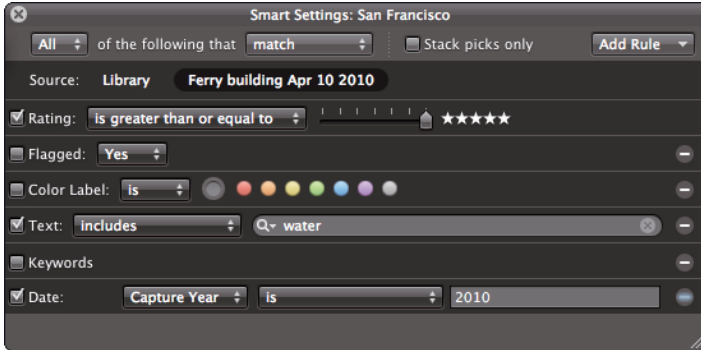 Smart Settings: San Francisco
All of the following that match Stack picks only Add Rule
Source: Library Ferry building Apr 10 2010
Rating: is greater than or equal to ★★★★★
Flagged: Yes
Color Label: is
Text: includes water
Keywords
Date: Capture Year is 2010